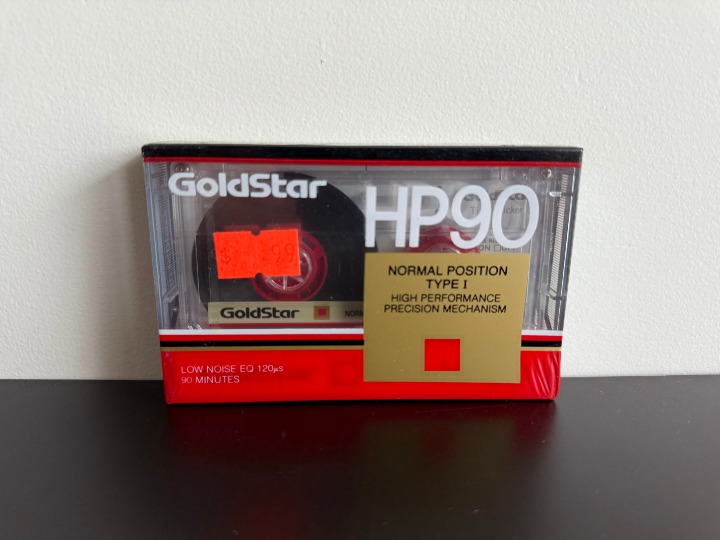 GoldStar
HP90
NORMAL POSITION
TYPE I
HIGH PERFORMANCE
PRECISION MECHANISM
GoldStar
LOW NOISE EQ 120µs
90 MINUTES